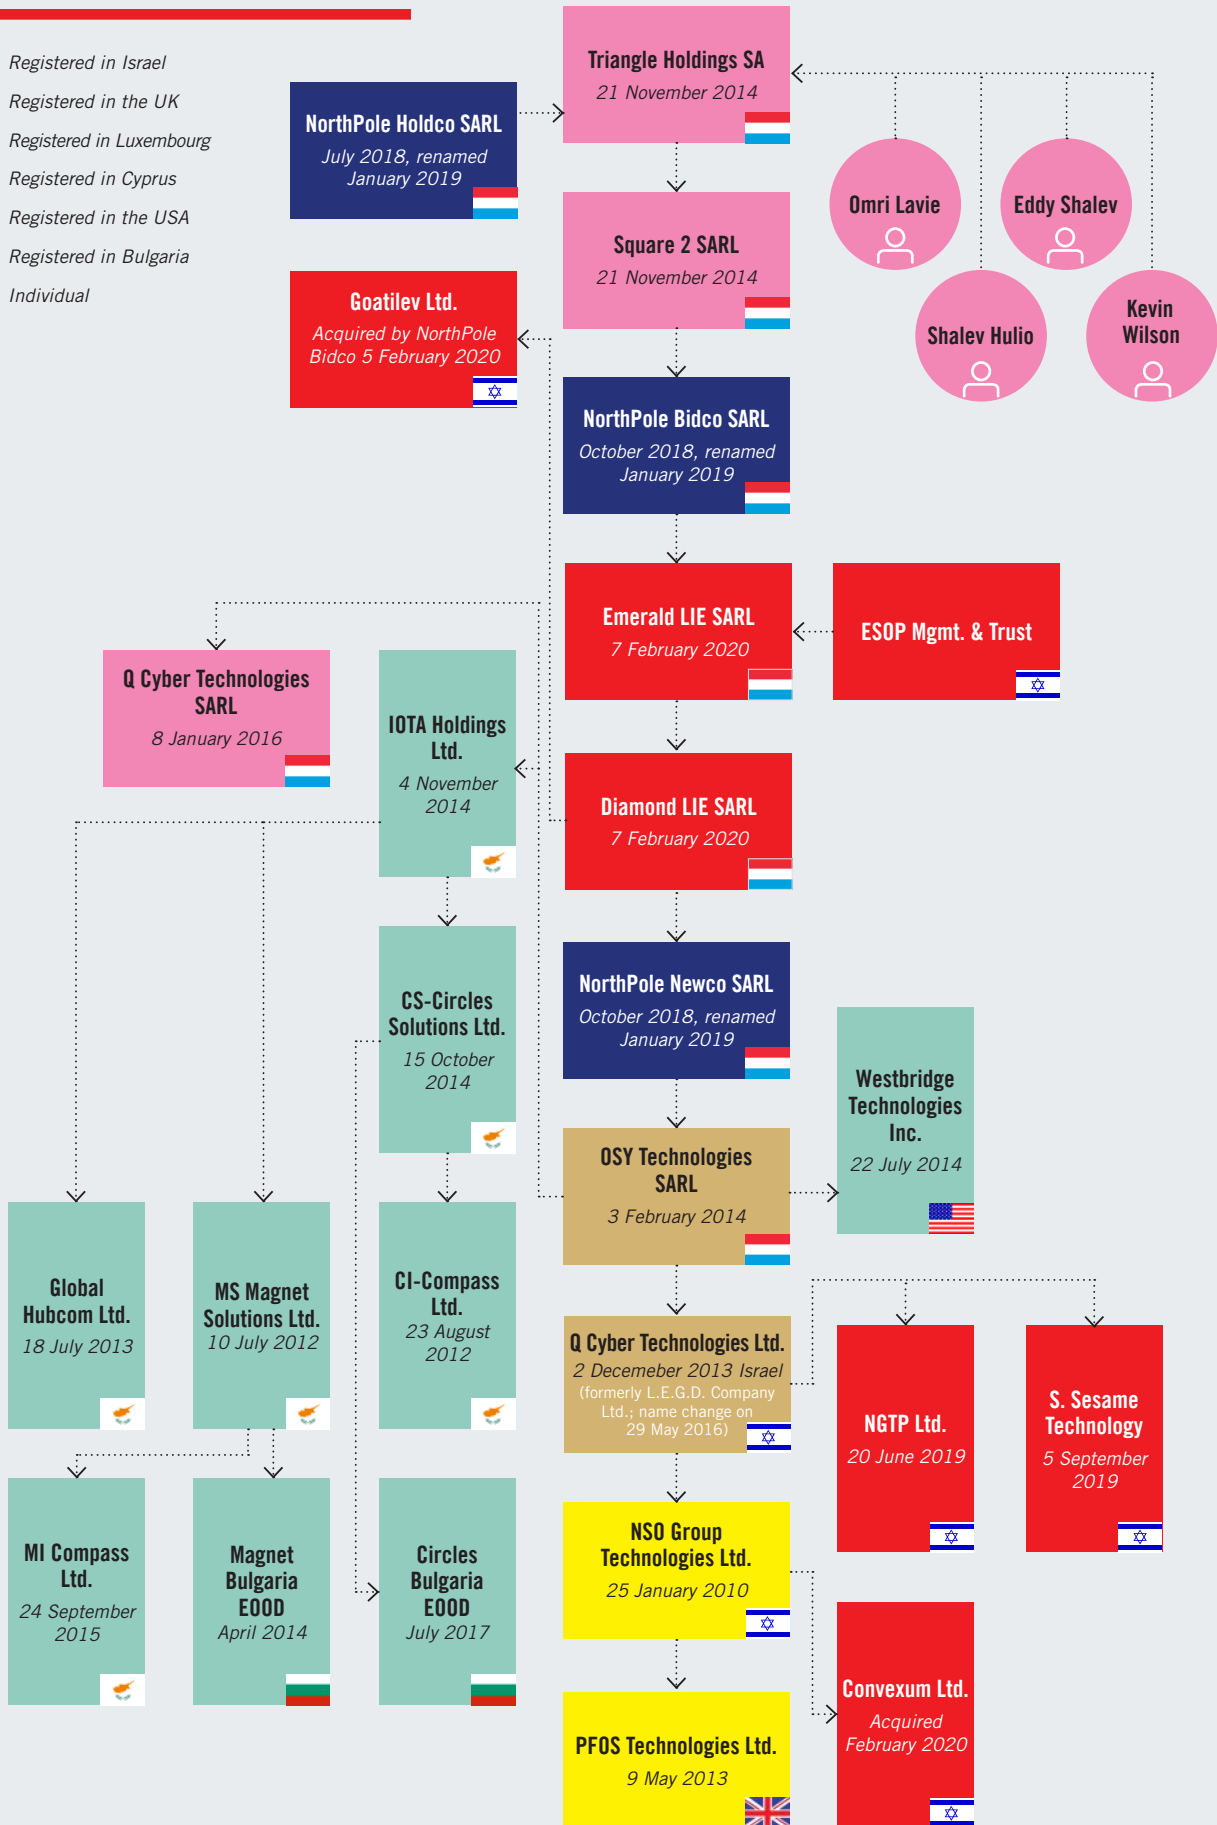 Registered in Israel
Registered in the UK
Registered in Luxembourg
Registered in Cyprus
Registered in the USA
Registered in Bulgaria
Individual
Triangle Holdings SA
21 November 2014
NorthPole Holdco SARL
July 2018, renamed
January 2019
Omri Lavie
Eddy Shalev
Shalev Hulio
Kevin
Wilson
Square 2 SARL
21 November 2014
Goatilev Ltd.
Acquired by NorthPole
Bidco 5 February 2020
NorthPole Bidco SARL
October 2018, renamed
January 2019
Emerald LIE SARL
7 February 2020
ESOP Mgmt. & Trust
Q Cyber Technologies
SARL
8 January 2016
IOTA Holdings
Ltd.
4 November
2014
Diamond LIE SARL
7 February 2020
CS-Circles
Solutions Ltd.
15 October
2014
NorthPole Newco SARL
October 2018, renamed
January 2019
Westbridge
Technologies
Inc.
22 July 2014
OSY Technologies
SARL
3 February 2014
Global
Hubcom Ltd.
18 July 2013
MS Magnet
Solutions Ltd.
10 July 2012
CI-Compass
Ltd.
23 August
2012
Q Cyber Technologies Ltd.
2 Decemeber 2013 Israel
(formerly L.E.G.D. Company
Ltd.; name change on
29 May 2016)
NGTP Ltd.
20 June 2019
S. Sesame
Technology
5 September
2019
MI Compass
Ltd.
24 September
2015
Magnet
Bulgaria
EOOD
April 2014
Circles
Bulgaria
EOOD
July 2017
NSO Group
Technologies Ltd.
25 January 2010
Convexum Ltd.
Acquired
February 2020
PFOS Technologies Ltd.
9 May 2013